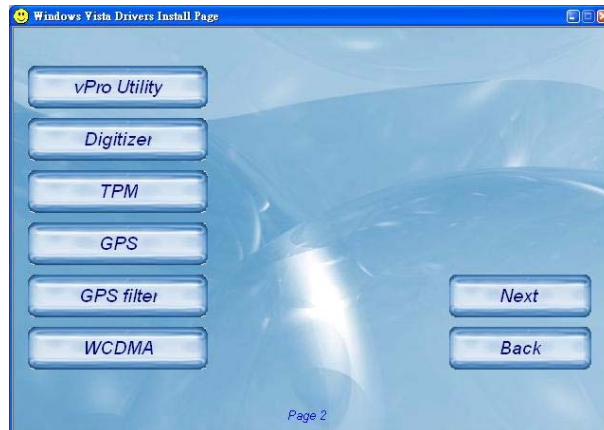 Windows Vista Drivers Install Page
vPro Utility
Digitizer
TPM
GPS
GPS filter
WCDMA
Next
Back
Page 2